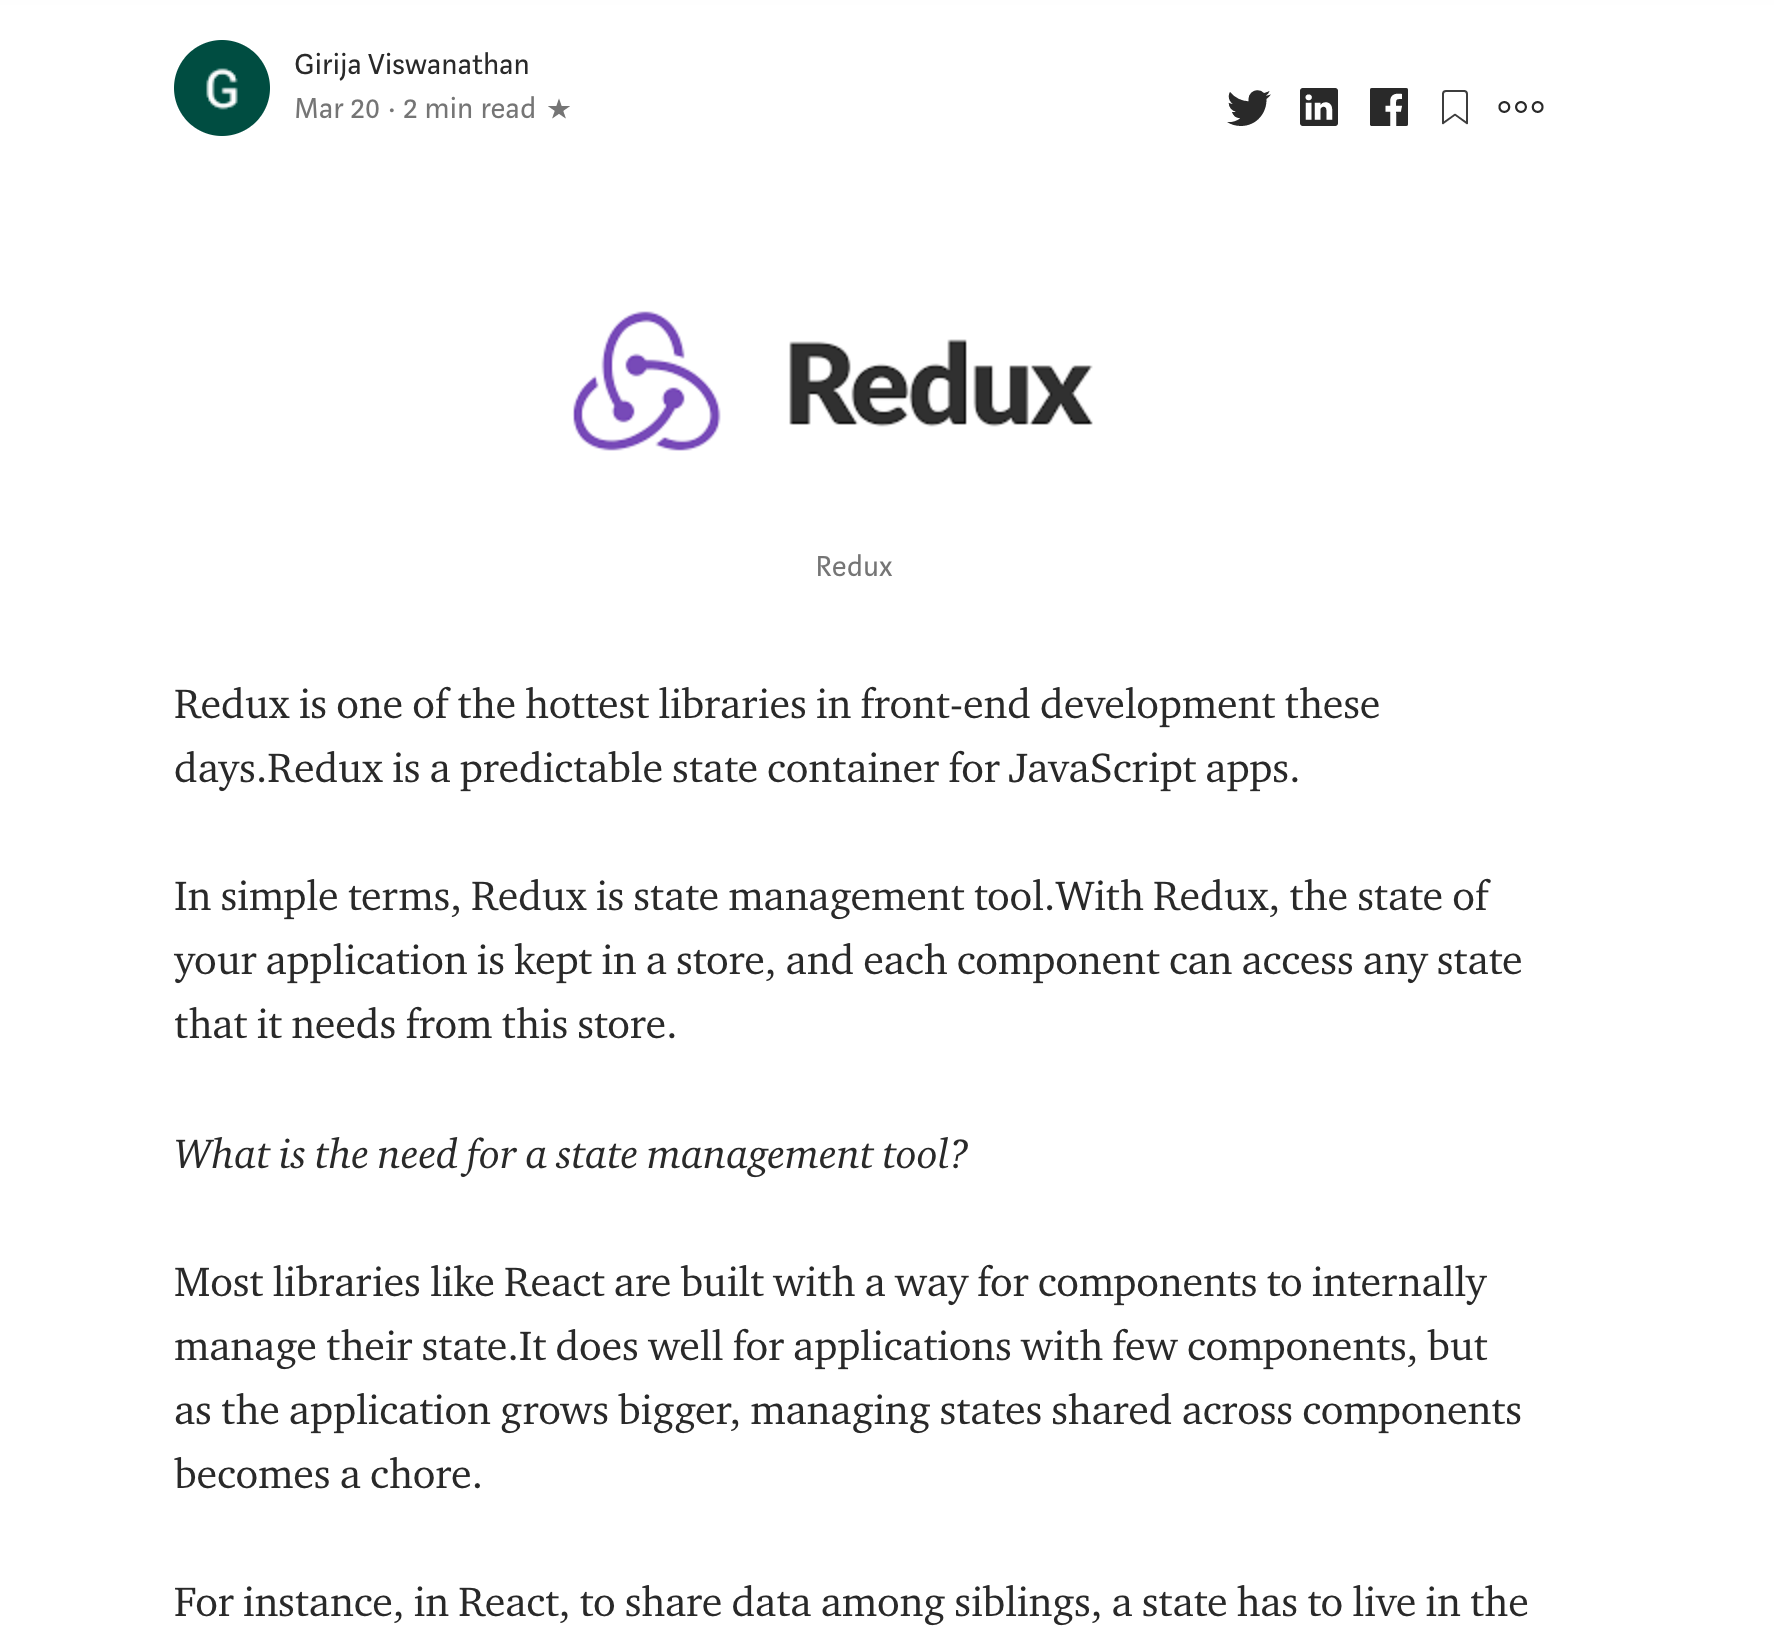 G
Girija Viswanathan
Mar 20 · 2 min read ★
in
f
Redux
Redux
Redux is one of the hottest libraries in front-end development these
days.Redux is a predictable state container for JavaScript apps.
In simple terms, Redux is state management tool.With Redux, the state of
your application is kept in a store, and each component can access any state
that it needs from this store.
What is the need for a state management tool?
Most libraries like React are built with a way for components to internally
manage their state.It does well for applications with few components, but
as the application grows bigger, managing states shared across components
becomes a chore.
For instance, in React, to share data among siblings, a state has to live in the